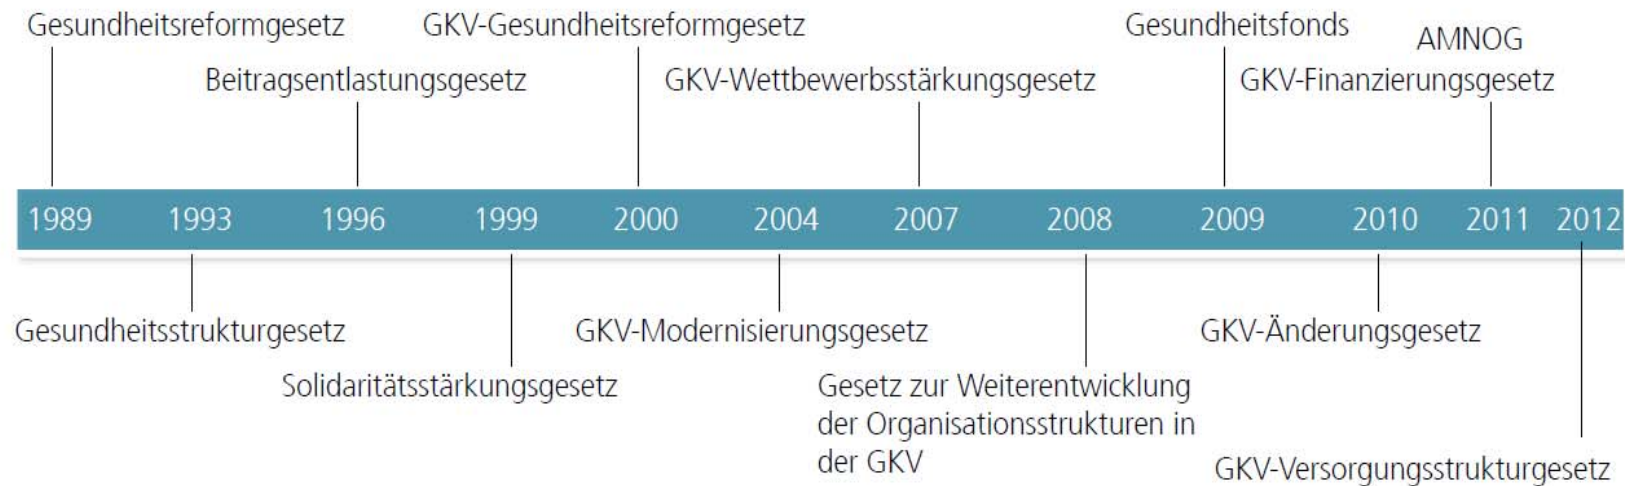 Gesundheitsreformgesetz
GKV-Gesundheitsreformgesetz
Gesundheitsfonds
AMNOG
Beitragsentlastungsgesetz
GKV-Wettbewerbsstärkungsgesetz
GKV-Finanzierungsgesetz
1989 1993 1996 1999 2000 2004 2007 2008 2009 2010 2011 2012
Gesundheitsstrukturgesetz
GKV-Modernisierungsgesetz
GKV-Änderungsgesetz
Solidaritätsstärkungsgesetz
Gesetz zur Weiterentwicklung
der Organisationsstrukturen in
der GKV
GKV-Versorgungsstrukturgesetz